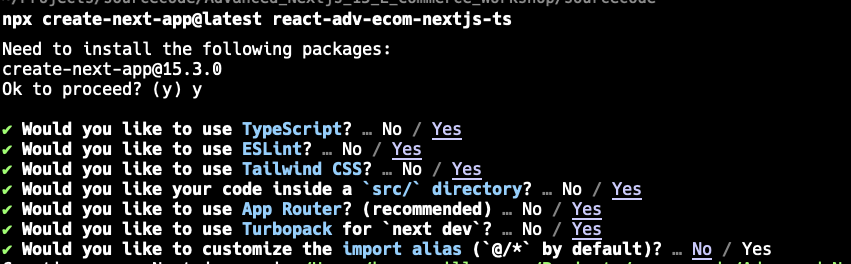 npx create-next-app@latest react-adv-ecom-nextjs-ts
Need to install the following packages:
create-next-app@15.3.0
Ok to proceed? (y) y
✔ Would you like to use TypeScript? … No / Yes
✔ Would you like to use ESLint? … No / Yes
✔ Would you like to use Tailwind CSS? … No / Yes
✔ Would you like your code inside a `src/` directory? … No / Yes
✔ Would you like to use App Router? (recommended) … No / Yes
✔ Would you like to use Turbopack for `next dev`? … No / Yes
✔ Would you like to customize the import alias (`@/*` by default)? … No / Yes